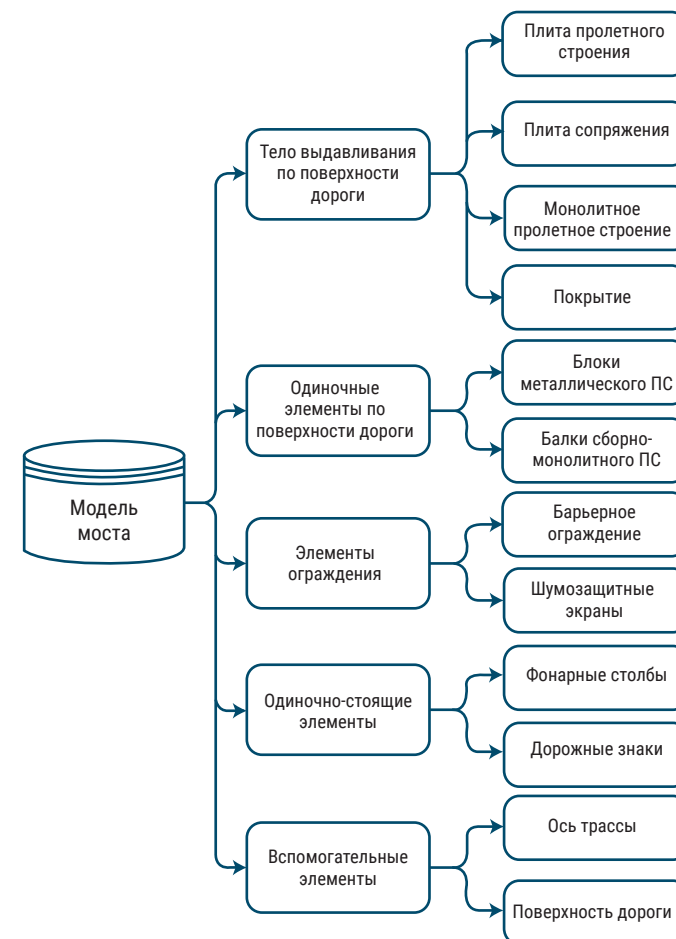 Модель
моста
Тело выдавливания
по поверхности
дороги
Плита пролетного
строения
Плита сопряжения
Монолитное
пролетное строение
Покрытие
Одиночные
элементы по
поверхности дороги
Блоки
металлического ПС
Балки сборно-
монолитного ПС
Элементы
ограждения
Барьерное
ограждение
Шумозащитные
экраны
Одиночно-стоящие
элементы
Фонарные столбы
Дорожные знаки
Вспомогательные
элементы
Ось трассы
Поверхность дороги